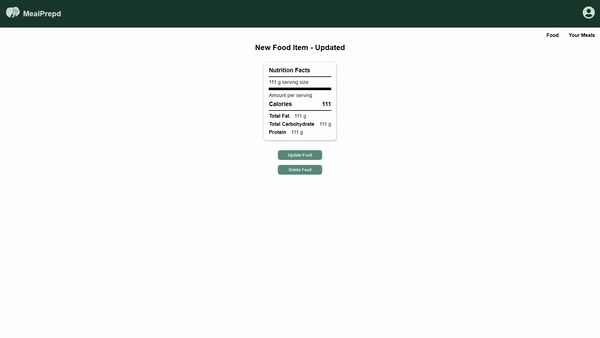 MealPrepd
Food Your Meals
New Food Item - Updated
Nutrition Facts
111 g serving size
Amount per serving
Calories 111
Total Fat 111 g
Total Carbohydrate 111 g
Protein 111 g
Update Food
Delete Food